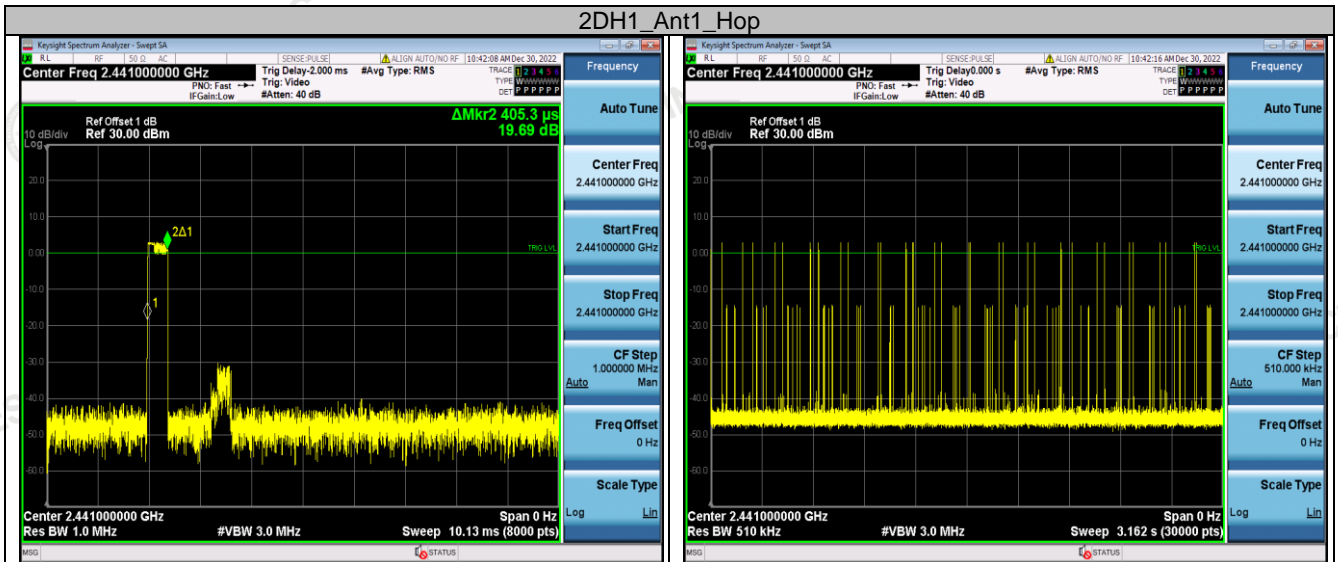 2DH1_Ant1_Hop
Keysight Spectrum Analyzer - Swept SA
RL RF 50 Ω AC SENSE:PULSE ALIGN AUTO/NO RF 10:42:08 AM Dec 30, 2022
Center Freq 2.441000000 GHz
PNO: Fast
IFGain:Low
Trig Delay-2.000 ms
Trig: Video
#Atten: 40 dB
#Avg Type: RMS
TRACE 1 2 3 4 5 6
TYPE WWWWWW
DET P P P P P P
ΔMkr2 405.3 µs
19.69 dB
Ref Offset 1 dB
10 dB/div Ref 30.00 dBm
Log
20.0
10.0
0.00
-10.0
-20.0
-30.0
-40.0
-50.0
-60.0
2Δ1
1
TRIG LVL
Center 2.441000000 GHz Span 0 Hz
Res BW 1.0 MHz #VBW 3.0 MHz Sweep 10.13 ms (8000 pts)
MSG STATUS
Frequency
Auto Tune
Center Freq
2.441000000 GHz
Start Freq
2.441000000 GHz
Stop Freq
2.441000000 GHz
CF Step
1.000000 MHz
Auto Man
Freq Offset
0 Hz
Scale Type
Log Lin
Keysight Spectrum Analyzer - Swept SA
RL RF 50 Ω AC SENSE:PULSE ALIGN AUTO/NO RF 10:42:16 AM Dec 30, 2022
Center Freq 2.441000000 GHz
PNO: Fast
IFGain:Low
Trig Delay0.000 s
Trig: Video
#Atten: 40 dB
#Avg Type: RMS
TRACE 1 2 3 4 5 6
TYPE WWWWWW
DET P P P P P P
Ref Offset 1 dB
10 dB/div Ref 30.00 dBm
Log
20.0
10.0
0.00
-10.0
-20.0
-30.0
-40.0
-50.0
-60.0
TRIG LVL
Center 2.441000000 GHz Span 0 Hz
Res BW 510 kHz #VBW 3.0 MHz Sweep 3.162 s (30000 pts)
MSG STATUS
Frequency
Auto Tune
Center Freq
2.441000000 GHz
Start Freq
2.441000000 GHz
Stop Freq
2.441000000 GHz
CF Step
510.000 kHz
Auto Man
Freq Offset
0 Hz
Scale Type
Log Lin